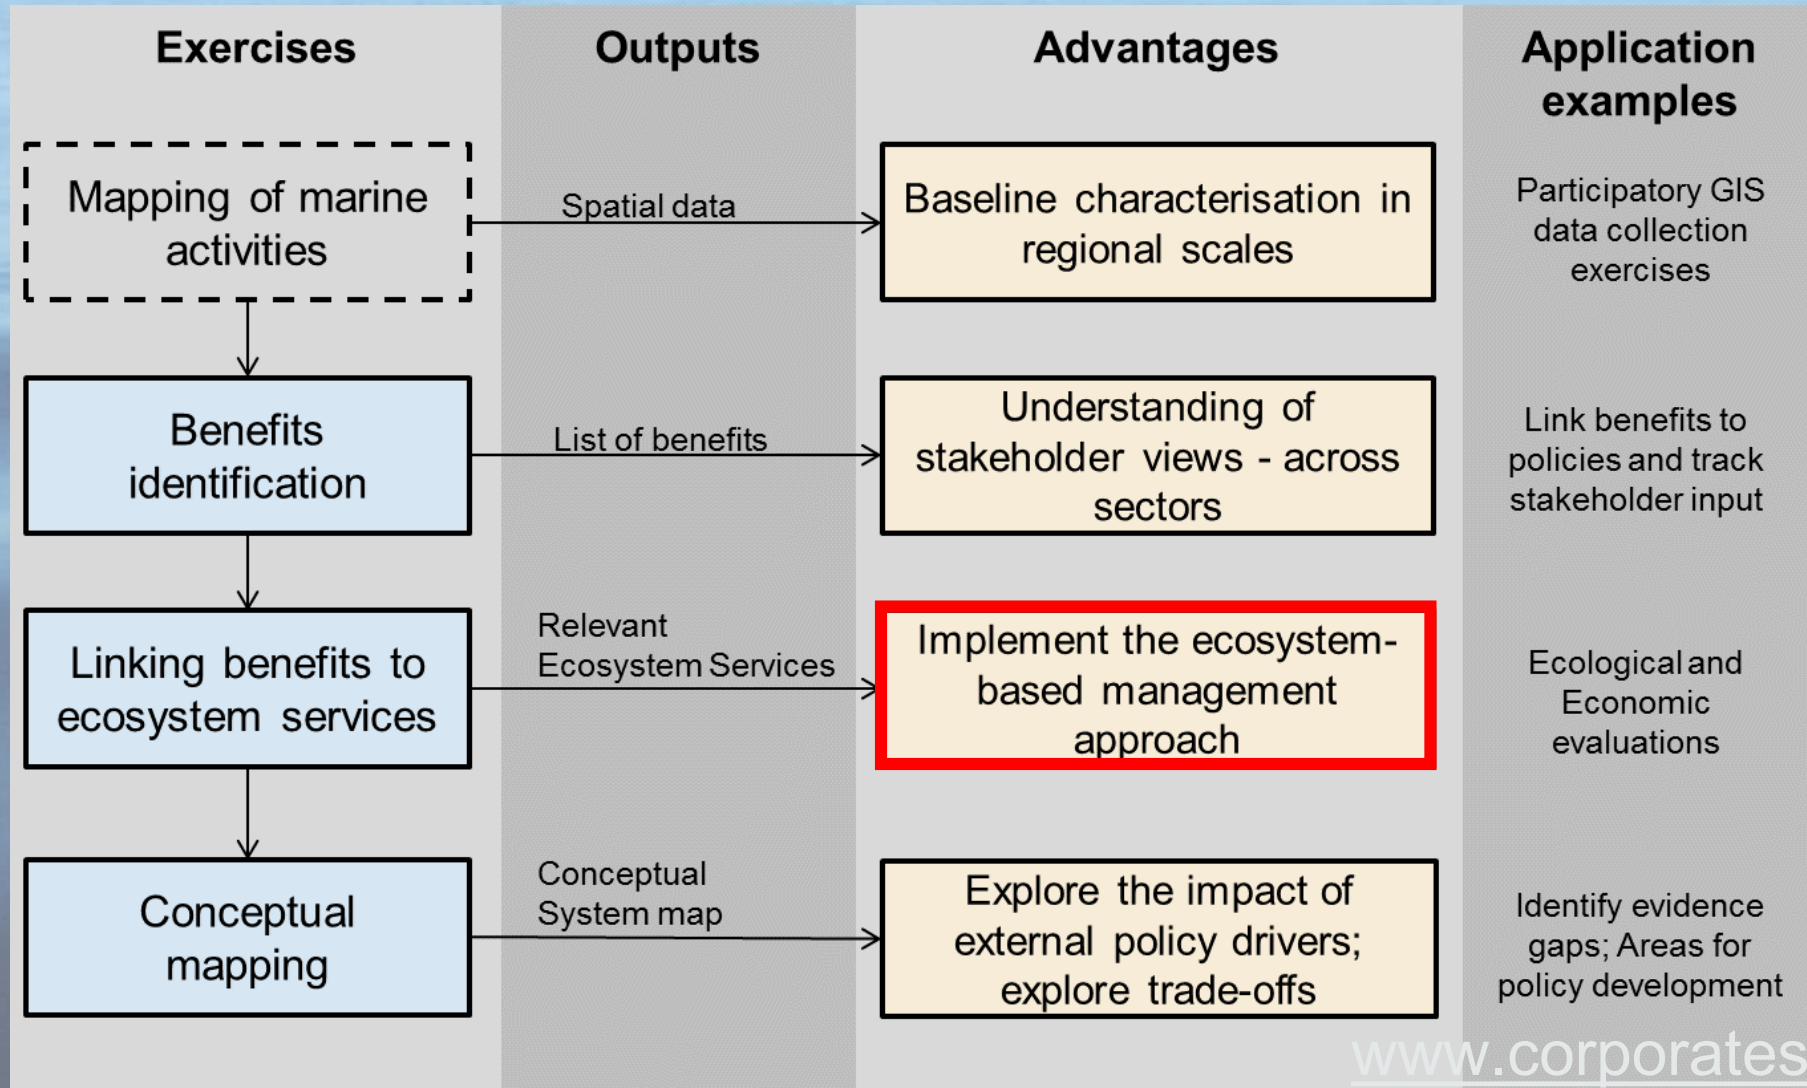 Exercises
Outputs
Advantages
Application
examples
Mapping of marine
activities
Spatial data
Baseline characterisation in
regional scales
Participatory GIS
data collection
exercises
Benefits
identification
List of benefits
Understanding of
stakeholder views - across
sectors
Link benefits to
policies and track
stakeholder input
Linking benefits to
ecosystem services
Relevant
Ecosystem Services
Implement the ecosystem-
based management
approach
Ecological and
Economic
evaluations
Conceptual
mapping
Conceptual
System map
Explore the impact of
external policy drivers;
explore trade-offs
Identify evidence
gaps; Areas for
policy development
www.corporates